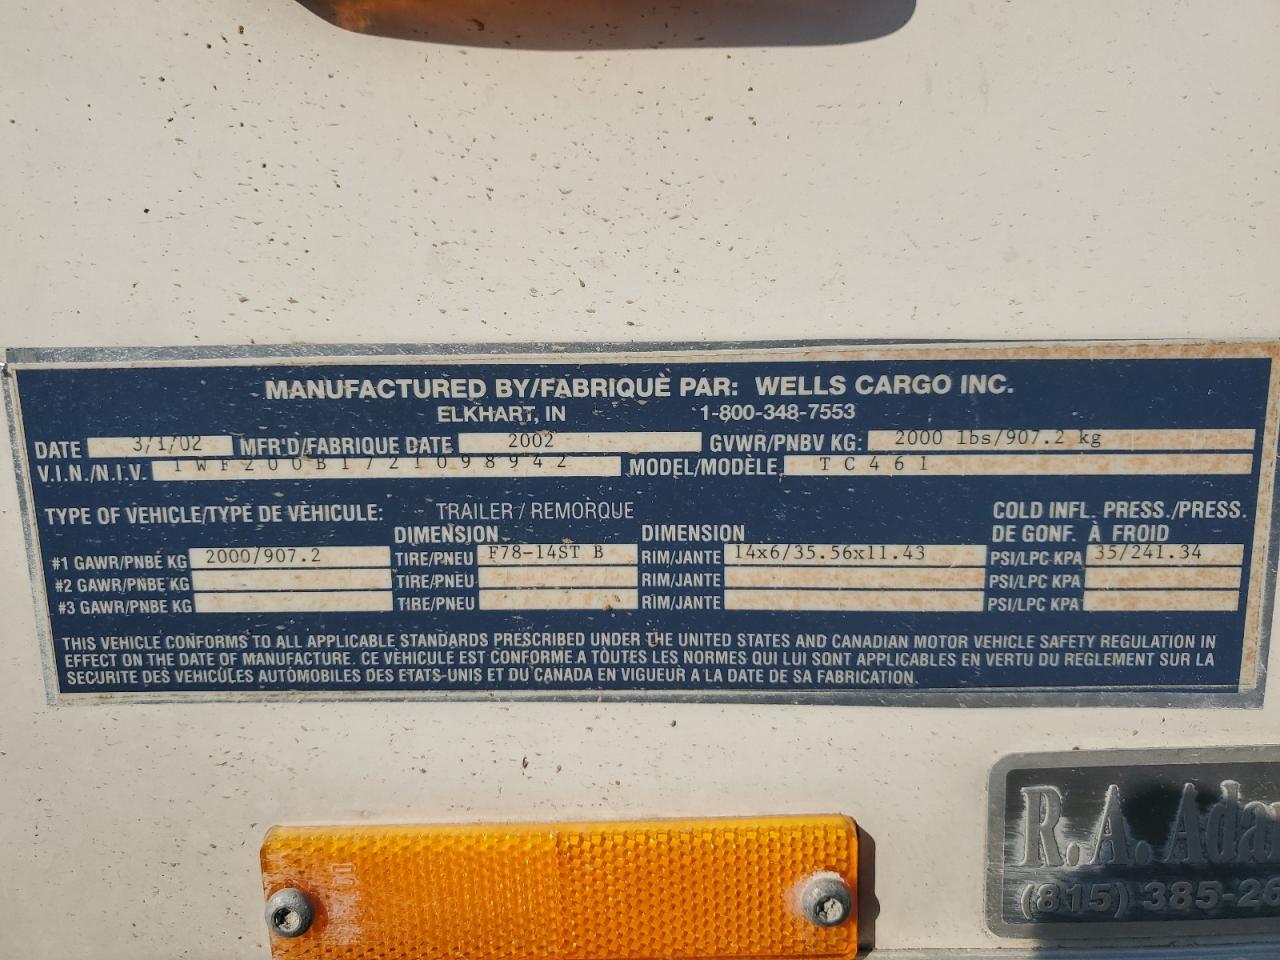 MANUFACTURED BY/FABRIQUÈ PAR: WELLS CARGO INC.
ELKHART, IN 1-800-348-7553
DATE 3/1/02 MFR'D/FABRIQUE DATE 2002 GVWR/PNBV KG: 2000 lbs/907.2 kg
V.I.N./N.I.V. 1WF200B1721098942 MODEL/MODÈLE TC461
TYPE OF VEHICLE/TYPE DE VÈHICULE: TRAILER / REMORQUE COLD INFL. PRESS./PRESS.
DIMENSION DIMENSION DE GONF. À FROID
#1 GAWR/PNBE KG 2000/907.2 TIRE/PNEU F78-14ST B RIM/JANTE 14x6/35.56x11.43 PSI/LPC KPA 35/241.34
#2 GAWR/PNBE KG TIRE/PNEU RIM/JANTE PSI/LPC KPA
#3 GAWR/PNBE KG TIRE/PNEU RIM/JANTE PSI/LPC KPA
THIS VEHICLE CONFORMS TO ALL APPLICABLE STANDARDS PRESCRIBED UNDER THE UNITED STATES AND CANADIAN MOTOR VEHICLE SAFETY REGULATION IN
EFFECT ON THE DATE OF MANUFACTURE. CE VEHICULE EST CONFORME A TOUTES LES NORMES QUI LUI SONT APPLICABLES EN VERTU DU REGLEMENT SUR LA
SECURITE DES VEHICULES AUTOMOBILES DES ETATS-UNIS ET DU CANADA EN VIGUEUR A LA DATE DE SA FABRICATION.
R.A. Ada
(815) 385-26